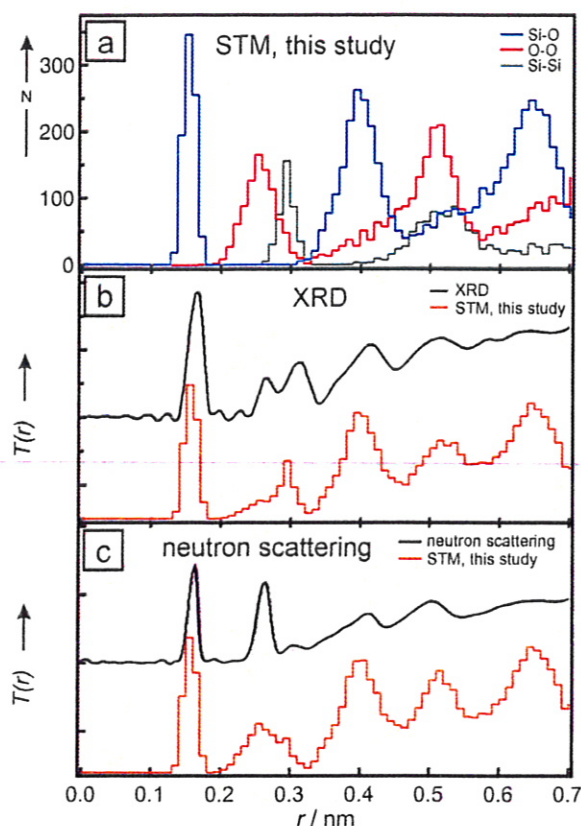 a
STM, this study
Si-O
O-O
Si-Si
N
300
200
100
0
b
XRD
XRD
STM, this study
T(r)
c
neutron scattering
neutron scattering
STM, this study
T(r)
0.0 0.1 0.2 0.3 0.4 0.5 0.6 0.7
r / nm